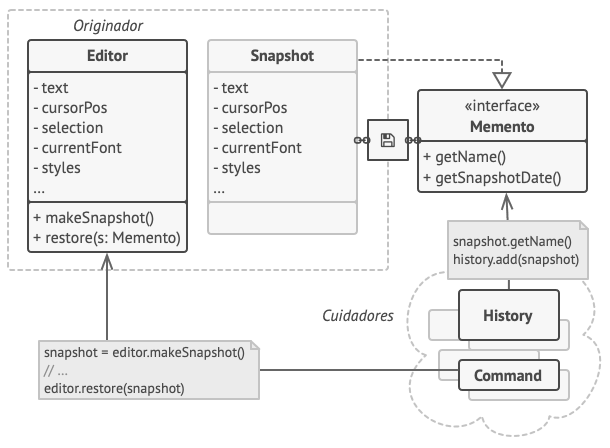 Originador
Editor
- text
- cursorPos
- selection
- currentFont
- styles
...
+ makeSnapshot()
+ restore(s: Memento)
Snapshot
- text
- cursorPos
- selection
- currentFont
- styles
...
«interface»
Memento
+ getName()
+ getSnapshotDate()
snapshot.getName()
history.add(snapshot)
Cuidadores
History
Command
snapshot = editor.makeSnapshot()
// ...
editor.restore(snapshot)